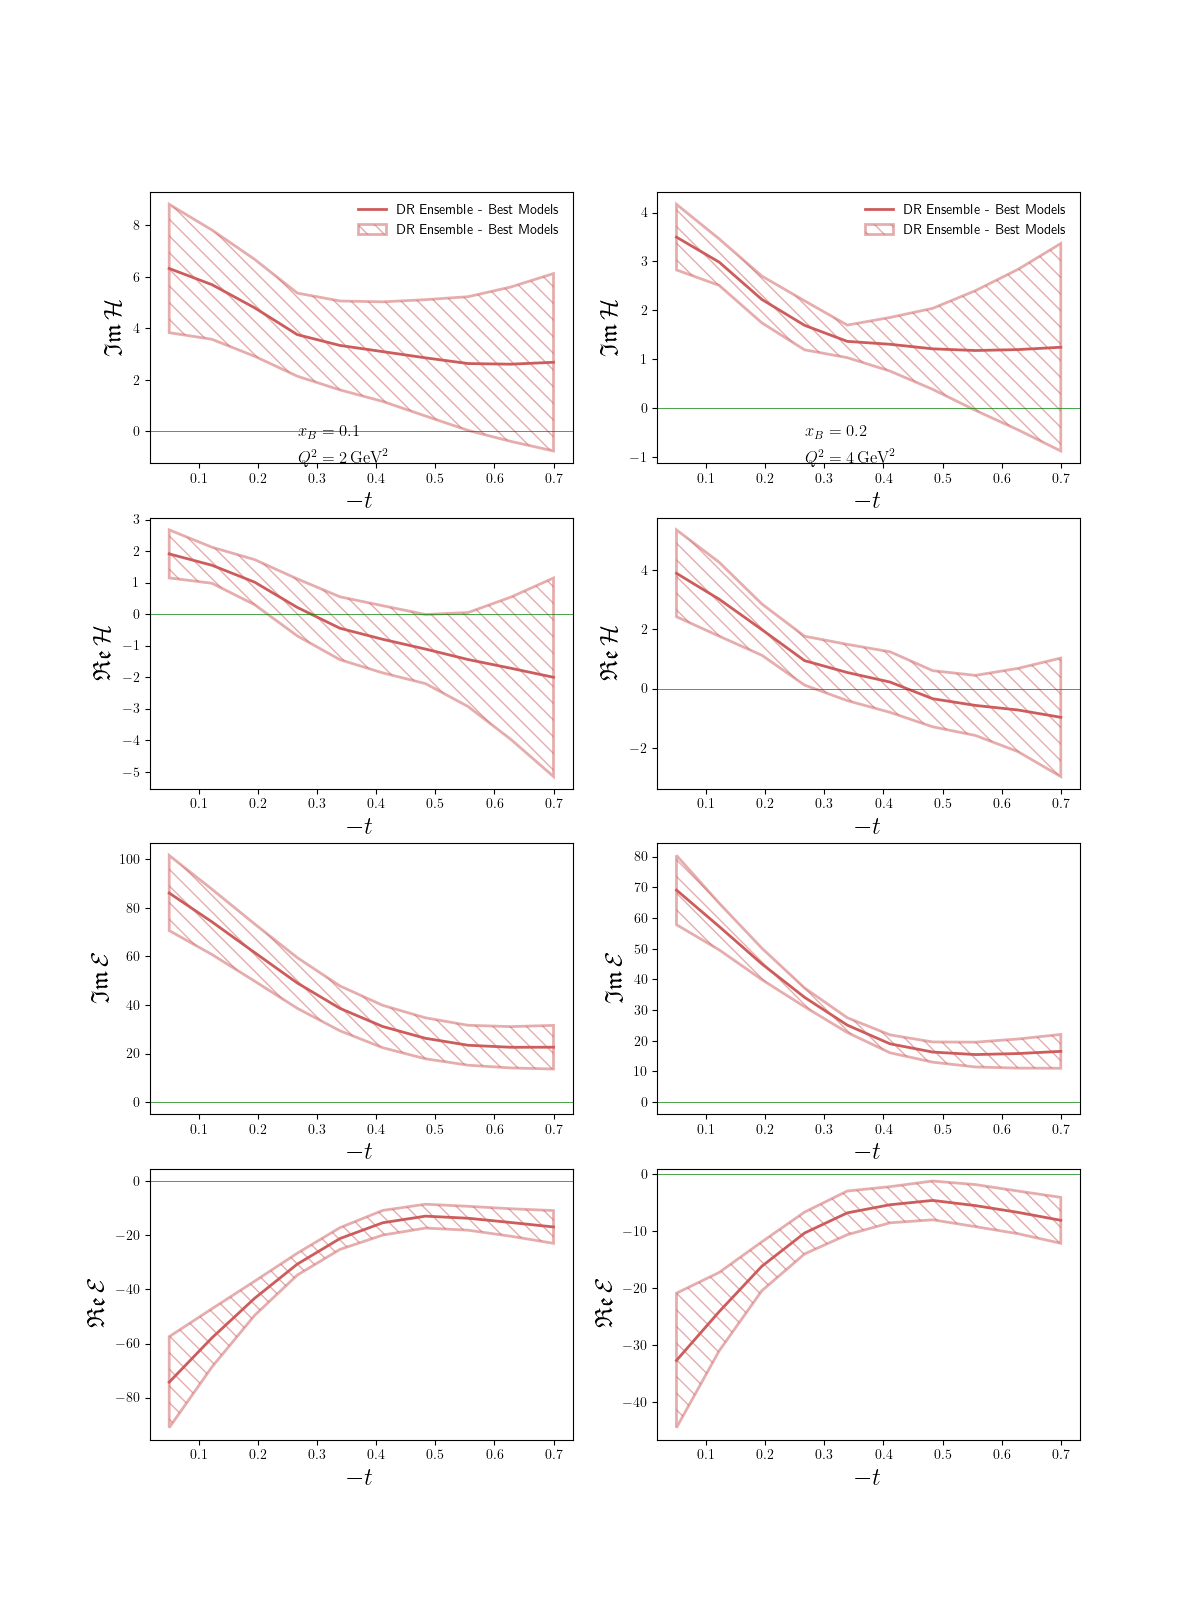 DR Ensemble - Best Models
DR Ensemble - Best Models
8
6
4
2
0
ℑ𝔪 ℋ
x_B = 0.1
Q² = 2 GeV²
0.1 0.2 0.3 0.4 0.5 0.6 0.7
−t
DR Ensemble - Best Models
DR Ensemble - Best Models
4
3
2
1
0
−1
ℑ𝔪 ℋ
x_B = 0.2
Q² = 4 GeV²
0.1 0.2 0.3 0.4 0.5 0.6 0.7
−t
3
2
1
0
−1
−2
−3
−4
−5
ℜ𝔢 ℋ
0.1 0.2 0.3 0.4 0.5 0.6 0.7
−t
4
2
0
−2
ℜ𝔢 ℋ
0.1 0.2 0.3 0.4 0.5 0.6 0.7
−t
100
80
60
40
20
0
ℑ𝔪 ℰ
0.1 0.2 0.3 0.4 0.5 0.6 0.7
−t
80
70
60
50
40
30
20
10
0
ℑ𝔪 ℰ
0.1 0.2 0.3 0.4 0.5 0.6 0.7
−t
0
−20
−40
−60
−80
ℜ𝔢 ℰ
0.1 0.2 0.3 0.4 0.5 0.6 0.7
−t
0
−10
−20
−30
−40
ℜ𝔢 ℰ
0.1 0.2 0.3 0.4 0.5 0.6 0.7
−t